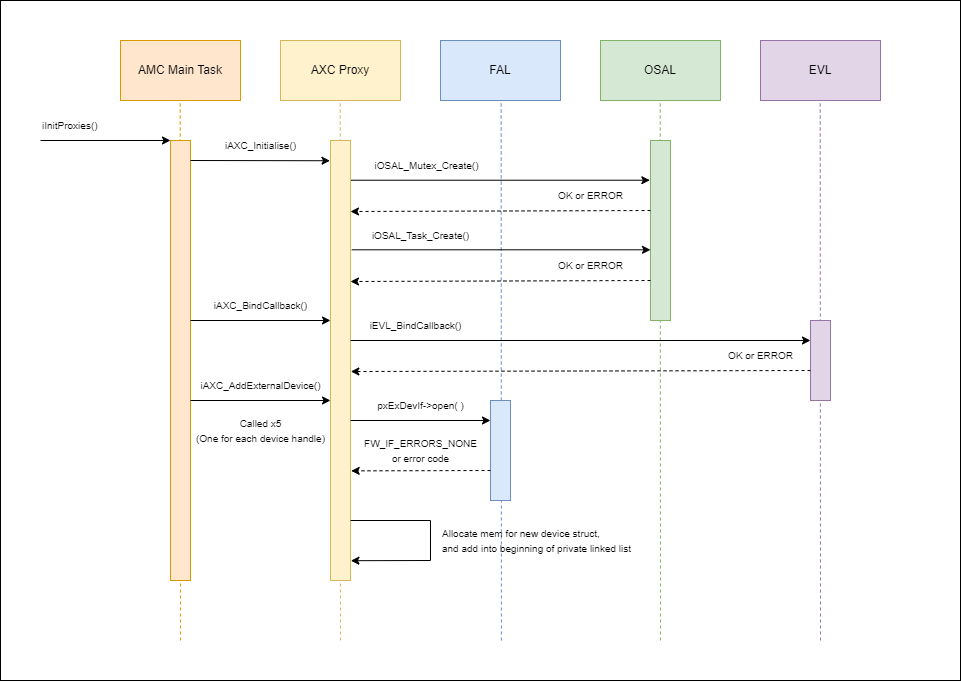 AMC Main Task
AXC Proxy
FAL
OSAL
EVL
iInitProxies()
iAXC_Initialise()
iOSAL_Mutex_Create()
OK or ERROR
iOSAL_Task_Create()
OK or ERROR
iAXC_BindCallback()
iEVL_BindCallback()
OK or ERROR
iAXC_AddExternalDevice()
pxExDevIf->open( )
Called x5
(One for each device handle)
FW_IF_ERRORS_NONE
or error code
Allocate mem for new device struct,
and add into beginning of private linked list